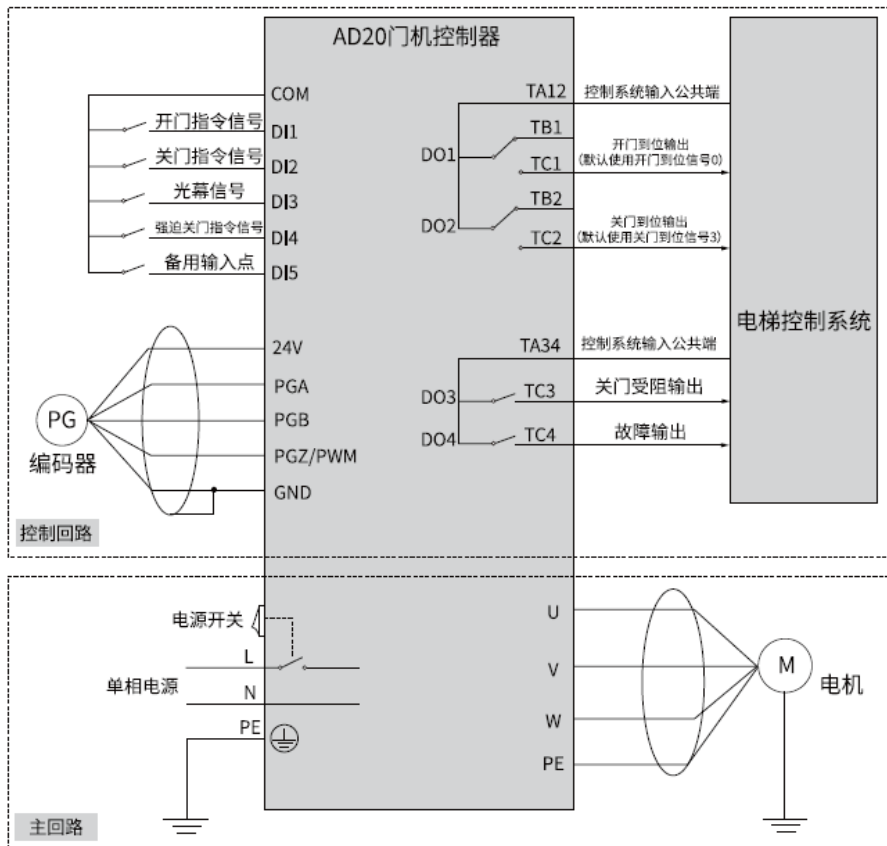 AD20门机控制器
COM
开门指令信号
DI1
关门指令信号
DI2
光幕信号
DI3
强迫关门指令信号
DI4
备用输入点
DI5
24V
PGA
PGB
PGZ/PWM
GND
PG
编码器
控制回路
TA12
控制系统输入公共端
TB1
DO1
TC1
开门到位输出
(默认使用开门到位信号0)
TB2
DO2
TC2
关门到位输出
(默认使用关门到位信号3)
TA34
控制系统输入公共端
DO3
TC3
关门受阻输出
DO4
TC4
故障输出
电梯控制系统
电源开关
L
单相电源
N
PE
U
V
W
PE
M
电机
主回路